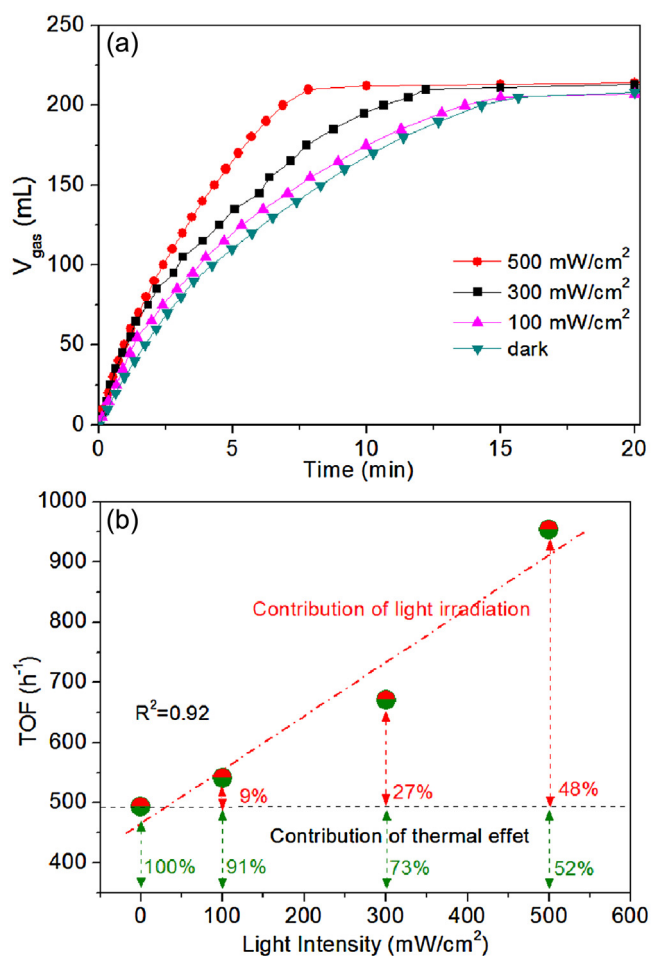 (a)
250
200
150
100
50
0
V_gas (mL)
500 mW/cm²
300 mW/cm²
100 mW/cm²
dark
0 5 10 15 20
Time (min)
(b)
1000
900
800
700
600
500
400
TOF (h⁻¹)
Contribution of light irradiation
R²=0.92
9% 27% 48%
Contribution of thermal effet
100% 91% 73% 52%
0 100 200 300 400 500 600
Light Intensity (mW/cm²)